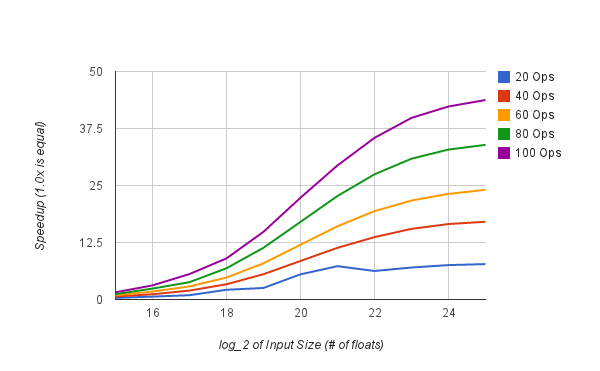 50
37.5
25
12.5
0
Speedup (1.0x is equal)
16
18
20
22
24
log_2 of Input Size (# of floats)
20 Ops
40 Ops
60 Ops
80 Ops
100 Ops